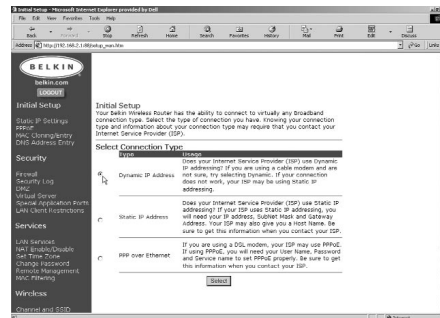 Initial Setup - Microsoft Internet Explorer provided by Dell
File Edit View Favorites Tools Help
Back Forward Stop Refresh Home Search Favorites History Mail Print Edit Discuss
Address http://192.168.2.1:88/setup_wan.htm Go Links
BELKIN
belkin.com
LOGOUT
Initial Setup
Static IP Settings
PPPoE
MAC Cloning/Entry
DNS Address Entry
Security
Firewall
Security Log
DMZ
Virtual Server
Special Application Ports
LAN Client Restrictions
Services
LAN Services
NAT Enable/Disable
Set Time Zone
Change Password
Remote Management
MAC Filtering
Wireless
Channel and SSID
Initial Setup
Your Belkin Wireless Router has the ability to connect to virtually any Broadband
connection type. Select the type of connection you have. Knowing your connection
type and information about your connection type may require that you contact your
Internet Service Provider (ISP).
Select Connection Type
Type Usage
Dynamic IP Address
Does your Internet Service Provider (ISP) use Dynamic
IP addressing? If you are using a cable modem and are
not sure, try selecting Dynamic. If your connection
does not work, your ISP may be using Static IP
addressing.
Static IP Address
Does your Internet Service Provider (ISP) use Static IP
addressing? If your ISP uses Static IP addressing, you
will need your IP address, SubNet Mask and Gateway
Address. Your ISP may also give you a Host Name. Be
sure to get this information when you contact your ISP.
PPP over Ethernet
If you are using a DSL modem, your ISP may use PPPoE.
If using PPPoE, you will need your User Name, Password
and Service name to set PPPoE properly. Be sure to get
this information when you contact your ISP.
Select
Internet